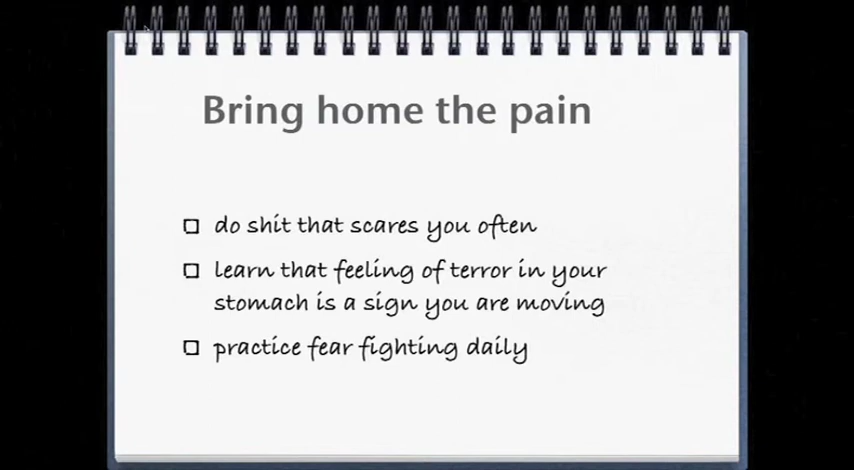 Bring home the pain
do shit that scares you often
learn that feeling of terror in your
stomach is a sign you are moving
practice fear fighting daily